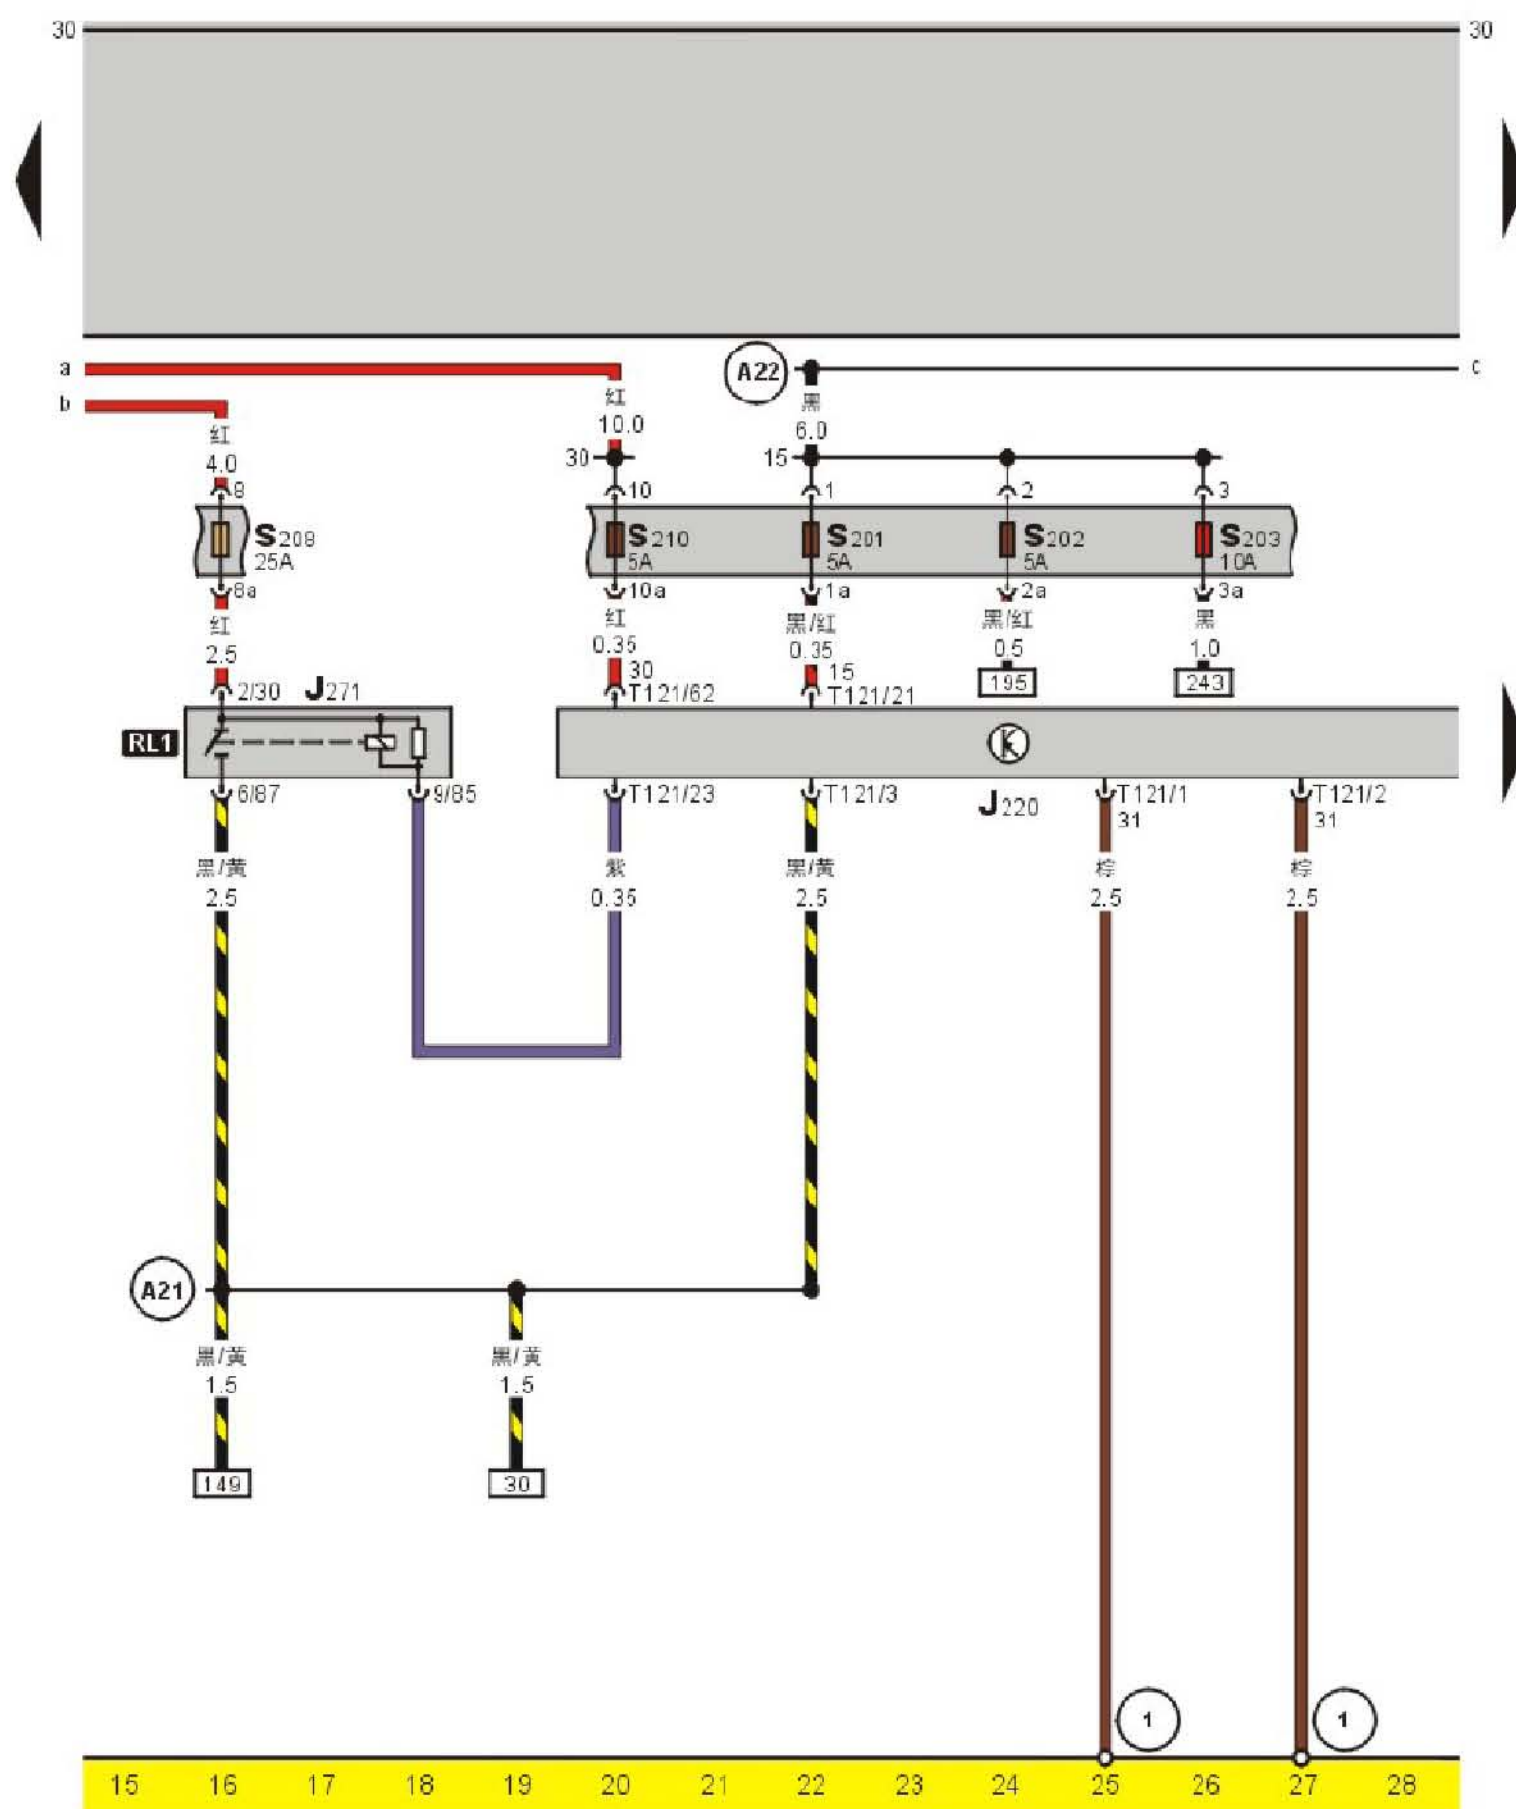 30 30
a A22 c
b
红 10.0
黑 6.0
红 4.0
30 15
8 10 1 2 3
S208 25A
S210 5A
S201 5A
S202 5A
S203 10A
8a 10a 1a 2a 3a
红 2.5
红 0.35
黑/红 0.35
黑/红 0.5
黑 1.0
30 15
195 243
2/30 J271 T121/62 T121/21
RL1
6/87 9/85 T121/23 T121/3 J220 T121/1 T121/2
31 31
黑/黄 紫 黑/黄 棕 棕
2.5 0.35 2.5 2.5 2.5
A21
黑/黄 黑/黄
1.5 1.5
149 30
1 1
15 16 17 18 19 20 21 22 23 24 25 26 27 28